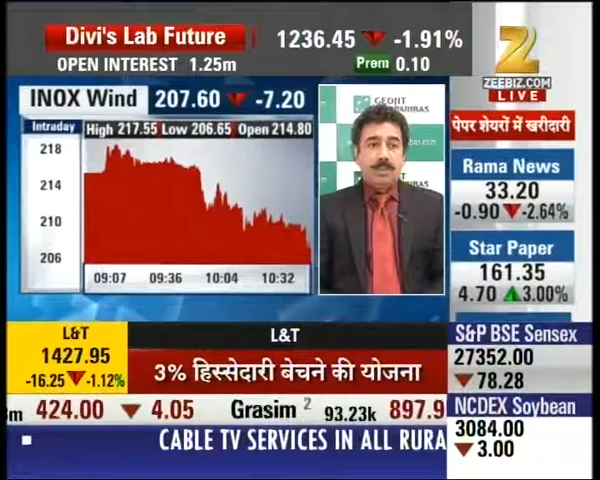 Divi's Lab Future
1236.45 -1.91%
OPEN INTEREST 1.25m
Prem 0.10
ZEEBIZ.COM
LIVE
INOX Wind 207.60 -7.20
Intraday High 217.55 Low 206.65 Open 214.80
218
214
210
206
09:07 09:36 10:04 10:32
GEOJIT
PARIBAS
पेपर शेयरों में खरीदारी
Rama News
33.20
-0.90 -2.64%
Star Paper
161.35
4.70 3.00%
L&T
1427.95
-16.25 -1.12%
L&T
3% हिस्सेदारी बेचने की योजना
S&P BSE Sensex
27352.00
78.28
424.00 4.05 Grasim 2 93.23k 897.9
NCDEX Soybean
3084.00
3.00
CABLE TV SERVICES IN ALL RURA